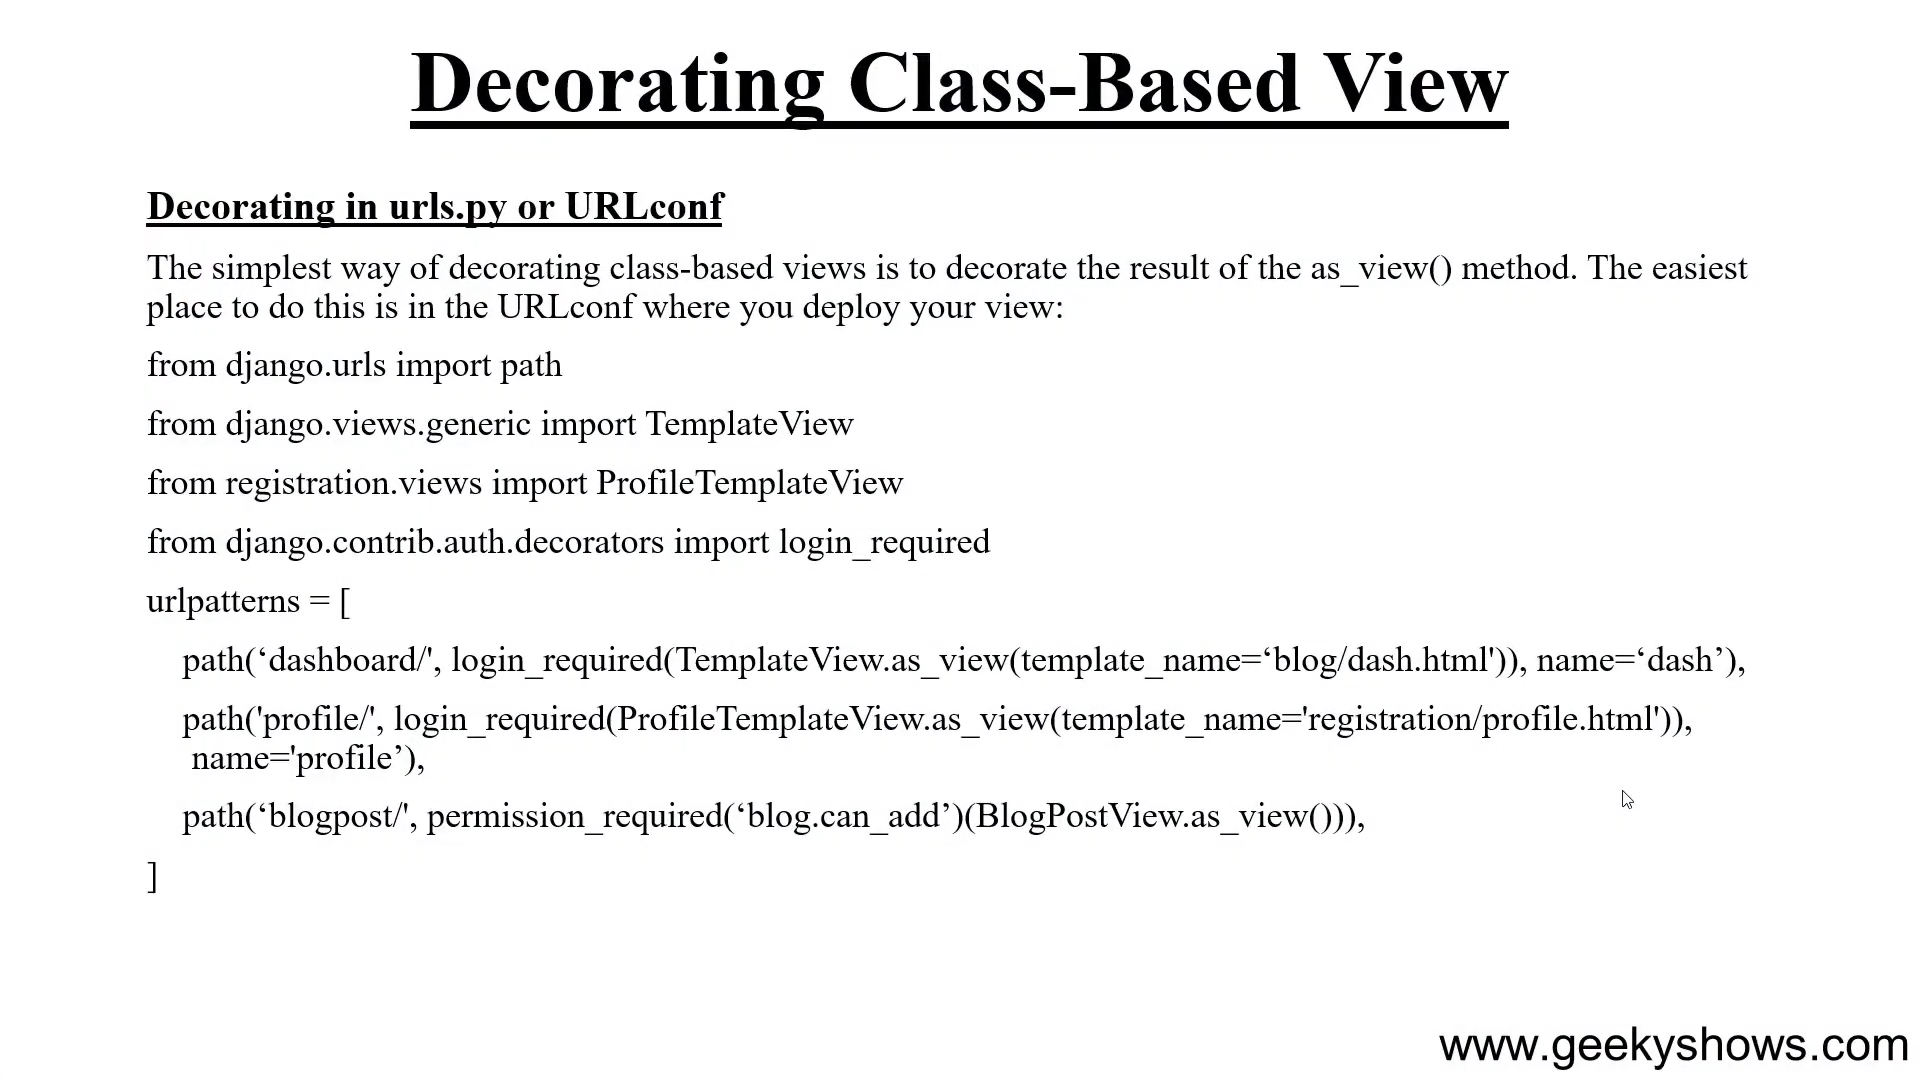 Decorating Class-Based View
Decorating in urls.py or URLconf
The simplest way of decorating class-based views is to decorate the result of the as_view() method. The easiest
place to do this is in the URLconf where you deploy your view:
from django.urls import path
from django.views.generic import TemplateView
from registration.views import ProfileTemplateView
from django.contrib.auth.decorators import login_required
urlpatterns = [
path(‘dashboard/', login_required(TemplateView.as_view(template_name=‘blog/dash.html')), name=‘dash’),
path('profile/', login_required(ProfileTemplateView.as_view(template_name='registration/profile.html')),
name='profile’),
path(‘blogpost/', permission_required(‘blog.can_add’)(BlogPostView.as_view())),
]
www.geekyshows.com